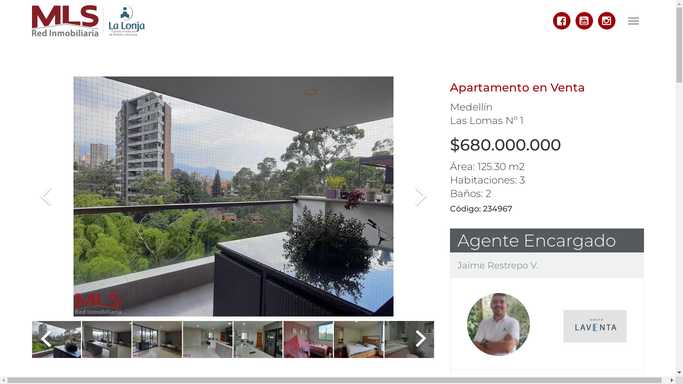 MLS
Red Inmobiliaria
La Lonja
Apartamento en Venta
Medellín
Las Lomas N° 1
$680.000.000
Área: 125.30 m2
Habitaciones: 3
Baños: 2
Código: 234967
MLS
Red Inmobiliaria
Agente Encargado
Jaime Restrepo V.
LAVENTA